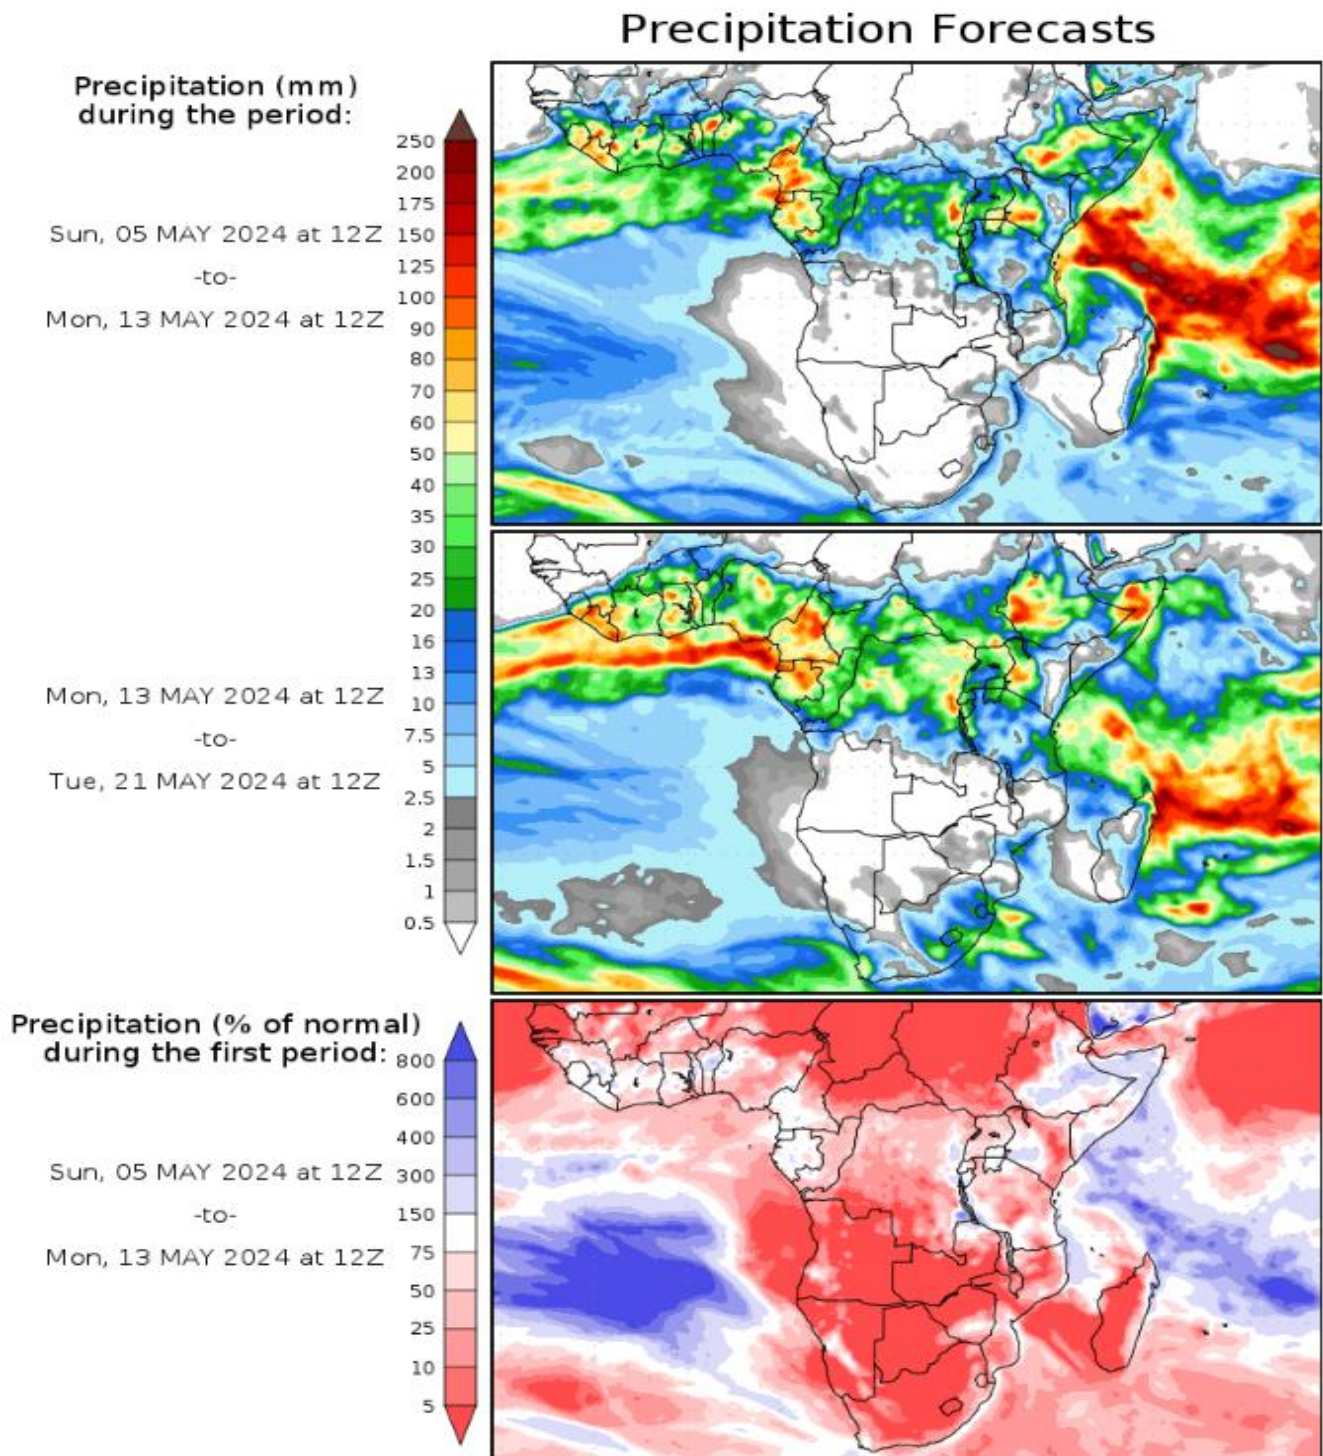 Precipitation Forecasts
Precipitation (mm)
during the period:
250
200
175
150
125
100
90
80
70
60
50
40
35
30
25
20
16
13
10
7.5
5
2.5
2
1.5
1
0.5
Sun, 05 MAY 2024 at 12Z
-to-
Mon, 13 MAY 2024 at 12Z
Mon, 13 MAY 2024 at 12Z
-to-
Tue, 21 MAY 2024 at 12Z
Precipitation (% of normal)
during the first period:
800
600
400
300
150
75
50
25
10
5
Sun, 05 MAY 2024 at 12Z
-to-
Mon, 13 MAY 2024 at 12Z